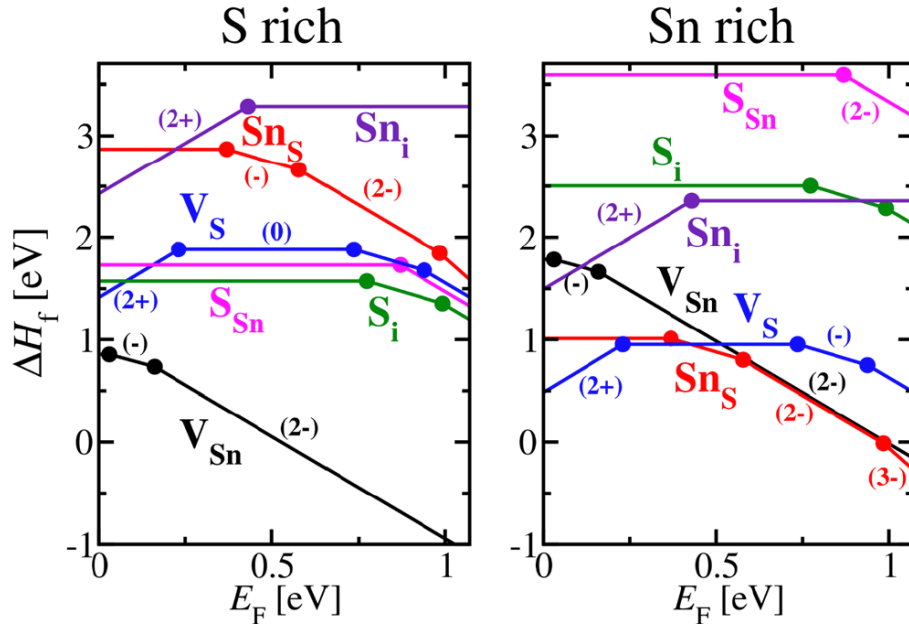 S rich
Sn rich
ΔH_f [eV]
3
2
1
0
-1
0
0.5
1
E_F [eV]
(2+)
Sn_i
Sn_S
(-)
(2-)
V_S
(0)
(2+)
S_Sn
S_i
(-)
V_Sn
(2-)
0
0.5
1
E_F [eV]
S_Sn
(2-)
S_i
(2+)
Sn_i
(-)
V_Sn
V_S
(-)
(2+)
Sn_S
(2-)
(2-)
(3-)